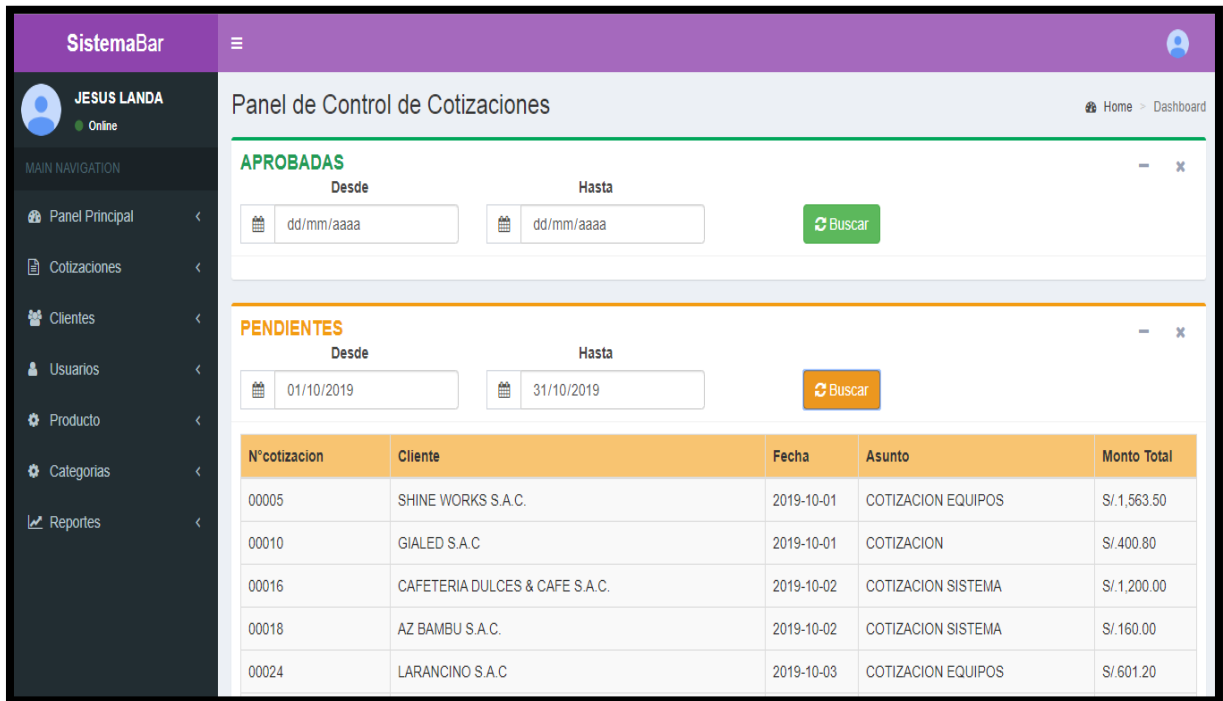 SistemaBar
JESUS LANDA
Online
MAIN NAVIGATION
Panel Principal
Cotizaciones
Clientes
Usuarios
Producto
Categorias
Reportes
Panel de Control de Cotizaciones
Home > Dashboard
APROBADAS
Desde Hasta
dd/mm/aaaa dd/mm/aaaa Buscar
PENDIENTES
Desde Hasta
01/10/2019 31/10/2019 Buscar
N°cotizacion Cliente Fecha Asunto Monto Total
00005 SHINE WORKS S.A.C. 2019-10-01 COTIZACION EQUIPOS S/.1,563.50
00010 GIALED S.A.C 2019-10-01 COTIZACION S/.400.80
00016 CAFETERIA DULCES & CAFE S.A.C. 2019-10-02 COTIZACION SISTEMA S/.1,200.00
00018 AZ BAMBU S.A.C. 2019-10-02 COTIZACION SISTEMA S/.160.00
00024 LARANCINO S.A.C 2019-10-03 COTIZACION EQUIPOS S/.601.20